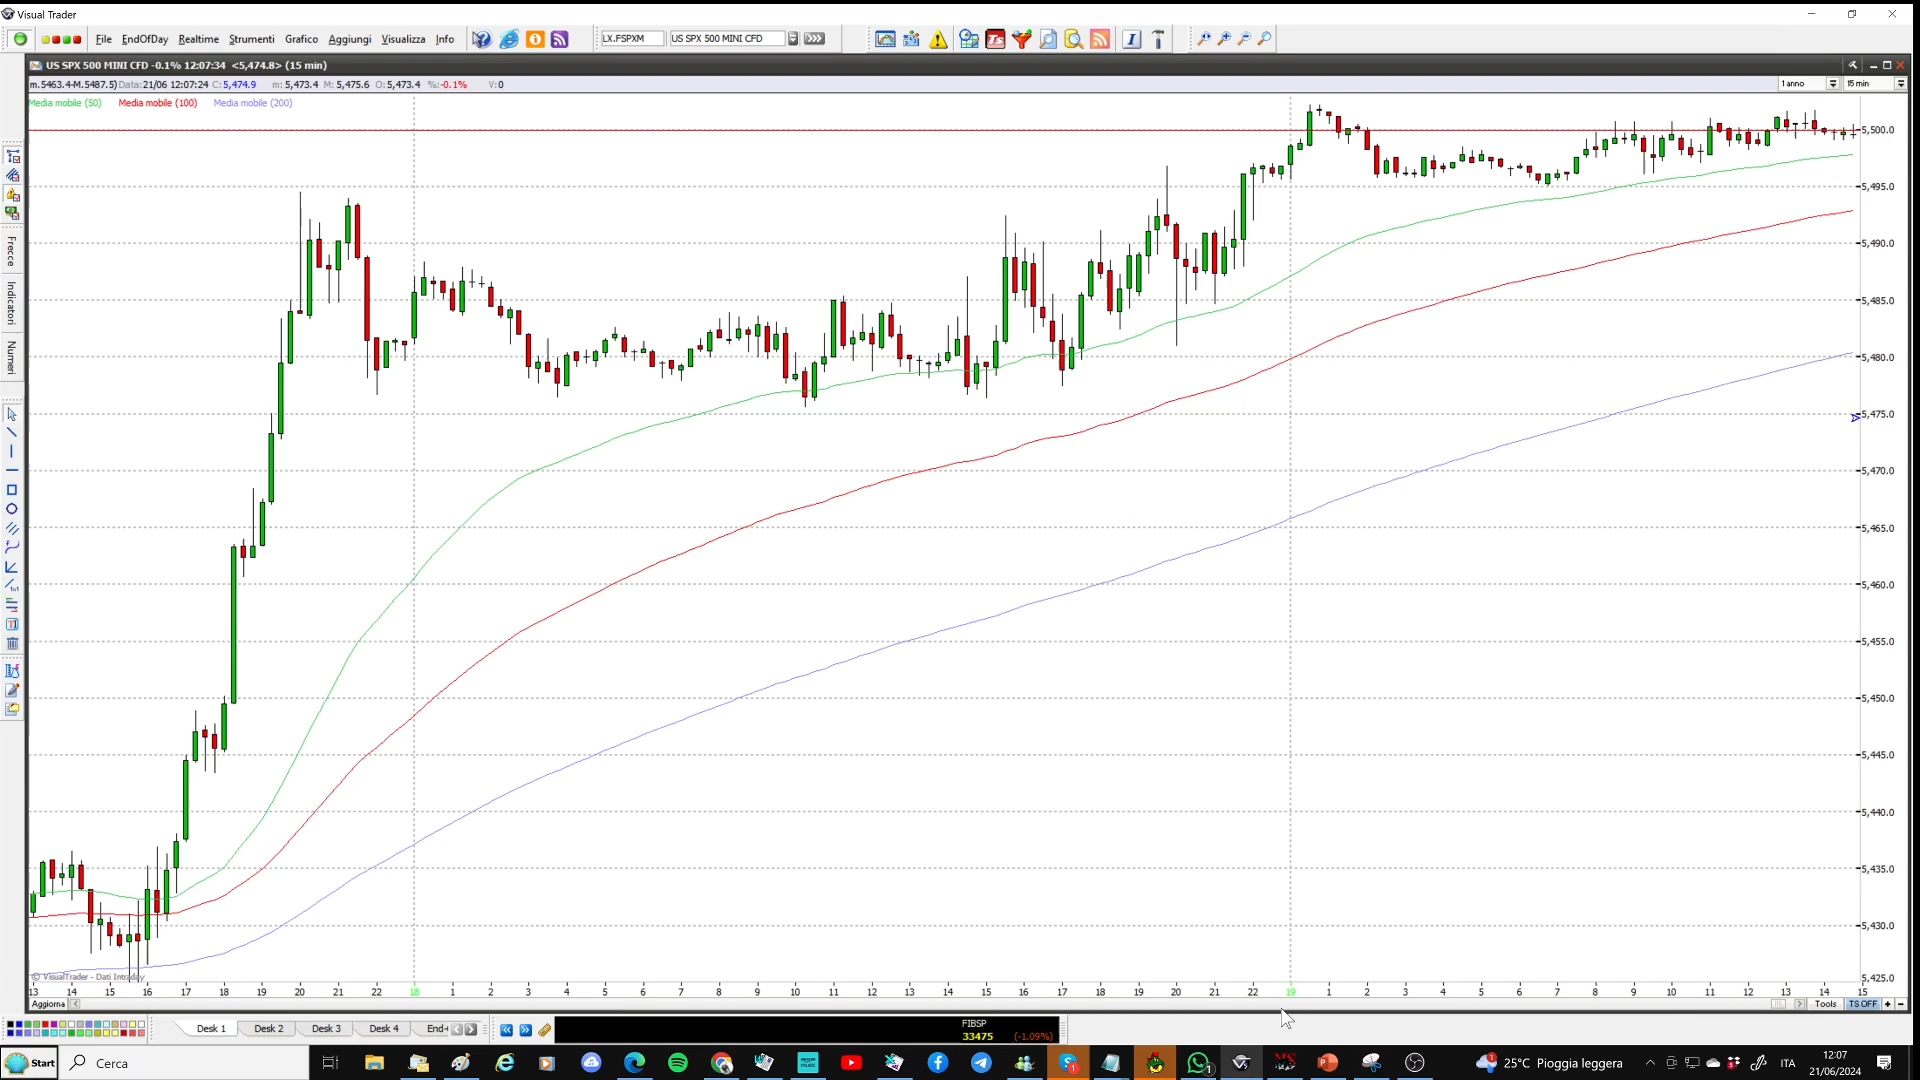 Visual Trader
File EndOfDay Realtime Strumenti Grafico Aggiungi Visualizza Info LX.FSPXM US SPX 500 MINI CFD
US SPX 500 MINI CFD -0.1% 12:07:34 <5,474.8> (15 min)
m.5463.4-M.5487.5) Data:21/06 12:07:24 C:5,474.9 m: 5,473.4 M: 5,475.6 O:5,473.4 %:-0.1% V:0 1 anno 15 min
Media mobile (50) Media mobile (100) Media mobile (200)
5,500.0
5,495.0
5,490.0
5,485.0
5,480.0
5,475.0
5,470.0
5,465.0
5,460.0
5,455.0
5,450.0
5,445.0
5,440.0
5,435.0
5,430.0
5,425.0
Frecce
Indicatori
Numeri
© VisualTrader - Dati Intraday
13 14 15 16 17 18 19 20 21 22 18 1 2 3 4 5 6 7 8 9 10 11 12 13 14 15 16 17 18 19 20 21 22 19 1 2 3 4 5 6 7 8 9 10 11 12 13 14 15
Aggiorna Tools TS OFF
Desk 1 Desk 2 Desk 3 Desk 4 End- FIBSP
33475 (-1.09%)
Start Cerca 25°C Pioggia leggera ITA 12:07
21/06/2024